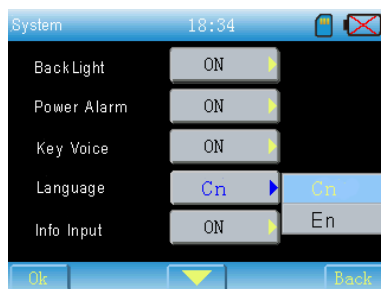 System 18:34
BackLight ON
Power Alarm ON
Key Voice ON
Language Cn Cn
En
Info Input ON
Ok Back